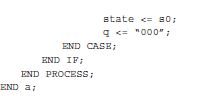 state <= s0;
q <= "000";
END CASE;
END IF;
END PROCESS;
END a;